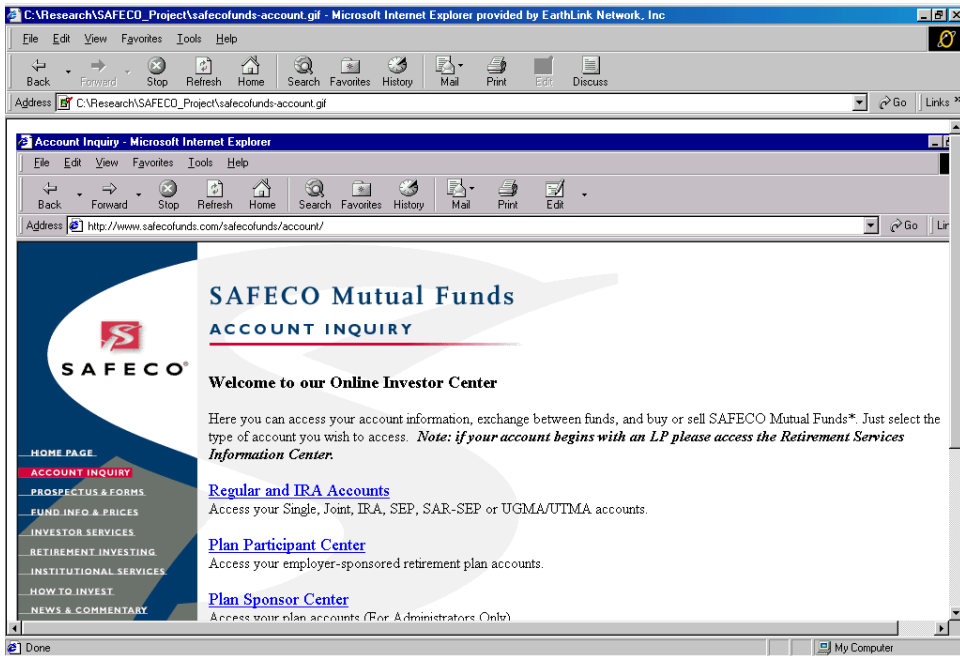 C:\Research\SAFECO_Project\safecofunds-account.gif - Microsoft Internet Explorer provided by EarthLink Network, Inc
File Edit View Favorites Tools Help
Back Forward Stop Refresh Home Search Favorites History Mail Print Edit Discuss
Address C:\Research\SAFECO_Project\safecofunds-account.gif Go Links »
Account Inquiry - Microsoft Internet Explorer
File Edit View Favorites Tools Help
Back Forward Stop Refresh Home Search Favorites History Mail Print Edit
Address http://www.safecofunds.com/safecofunds/account/ Go
SAFECO Mutual Funds
ACCOUNT INQUIRY
SAFECO®
Welcome to our Online Investor Center
Here you can access your account information, exchange between funds, and buy or sell SAFECO Mutual Funds*. Just select the
type of account you wish to access. Note: if your account begins with an LP please access the Retirement Services
Information Center.
HOME PAGE
ACCOUNT INQUIRY
PROSPECTUS & FORMS
FUND INFO & PRICES
INVESTOR SERVICES
RETIREMENT INVESTING
INSTITUTIONAL SERVICES
HOW TO INVEST
NEWS & COMMENTARY
Regular and IRA Accounts
Access your Single, Joint, IRA, SEP, SAR-SEP or UGMA/UTMA accounts.
Plan Participant Center
Access your employer-sponsored retirement plan accounts.
Plan Sponsor Center
Access your plan accounts (For Administrators Only)
Done My Computer